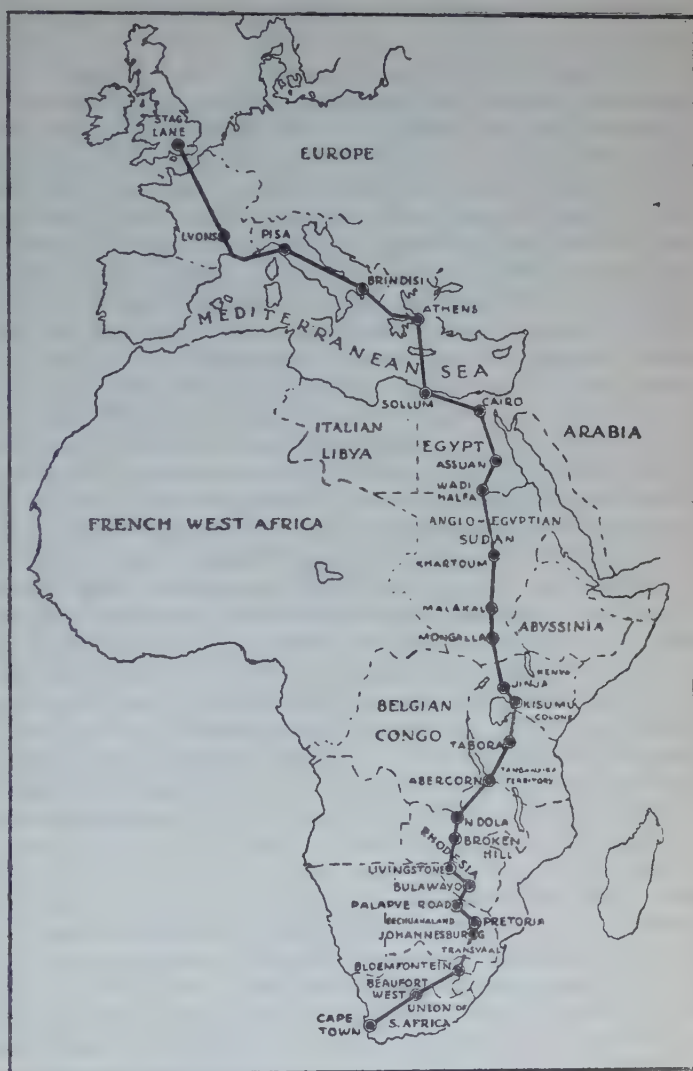 STAG
LANE
EUROPE
LYONS
PISA
BRINDISI
ATHENS
MEDITERRANEAN SEA
SOLLUM
CAIRO
ITALIAN
LIBYA
EGYPT
ARABIA
ASSUAN
WADI
HALFA
FRENCH WEST AFRICA
ANGLO-EGYPTIAN
SUDAN
KHARTOUM
MALAKAL
ABYSSINIA
MONGALLA
KENYA
JINJA
KISUMU
COLONY
BELGIAN
CONGO
TABORA
TANGANYIKA
TERRITORY
ABERCORN
NDOLA
BROKEN
HILL
RHODESIA
LIVINGSTONE
BULAWAYO
PALAPYE ROAD
BECHUANALAND
PRETORIA
JOHANNESBURG
TRANSVAAL
BLOEMFONTEIN
BEAUFORT
WEST
UNION OF
S. AFRICA
CAPE
TOWN